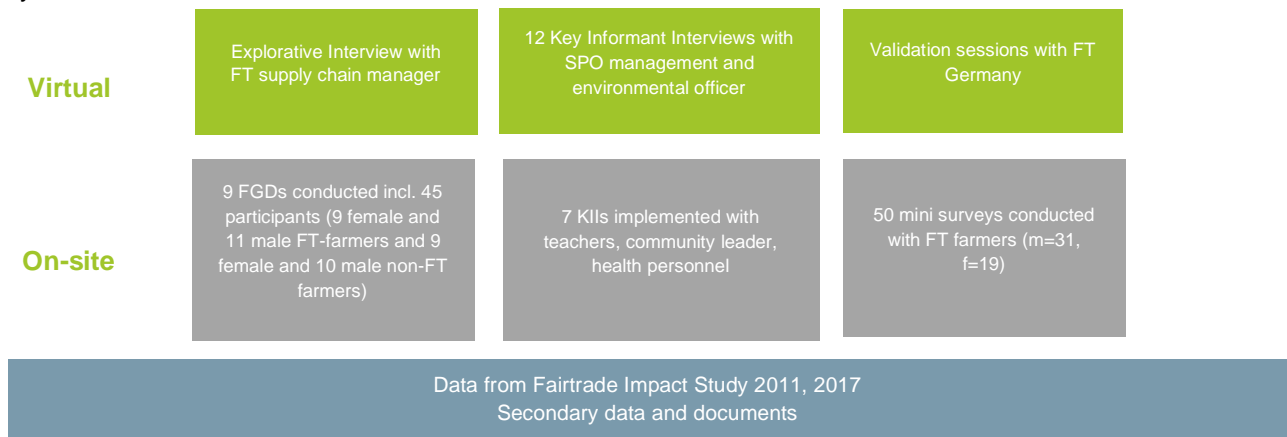 Virtual
Explorative Interview with
FT supply chain manager
12 Key Informant Interviews with
SPO management and
environmental officer
Validation sessions with FT
Germany
On-site
9 FGDs conducted incl. 45
participants (9 female and
11 male FT-farmers and 9
female and 10 male non-FT
farmers)
7 KIIs implemented with
teachers, community leader,
health personnel
50 mini surveys conducted
with FT farmers (m=31,
f=19)
Data from Fairtrade Impact Study 2011, 2017
Secondary data and documents